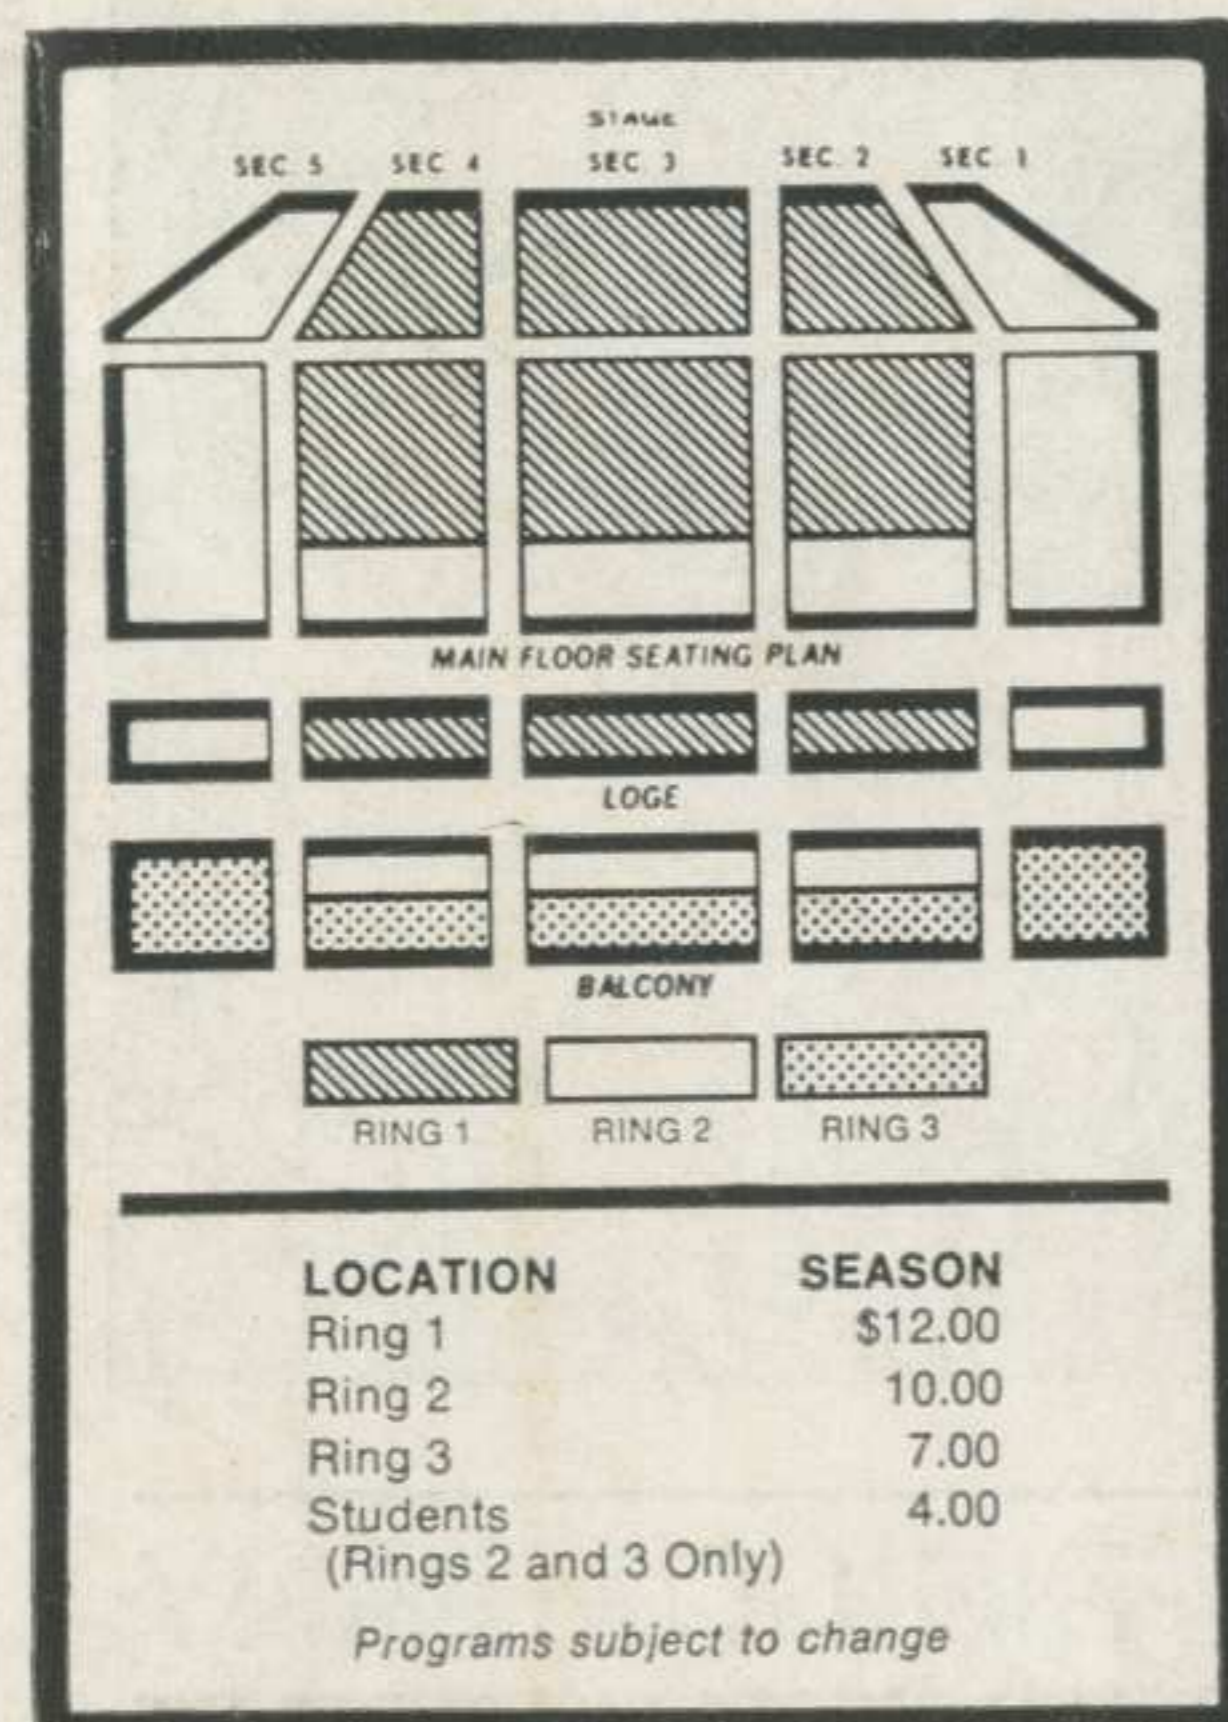 STAGE
SEC 5 SEC 4 SEC 3 SEC 2 SEC 1
MAIN FLOOR SEATING PLAN
LOGE
BALCONY
RING 1 RING 2 RING 3
LOCATION SEASON
Ring 1 $12.00
Ring 2 10.00
Ring 3 7.00
Students 4.00
(Rings 2 and 3 Only)
Programs subject to change